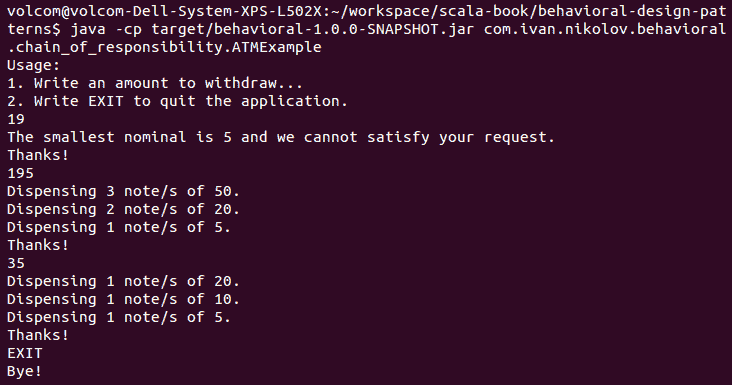 volcom@volcom-Dell-System-XPS-L502X:~/workspace/scala-book/behavioral-design-pat
terns$ java -cp target/behavioral-1.0.0-SNAPSHOT.jar com.ivan.nikolov.behavioral
.chain_of_responsibility.ATMExample
Usage:
1. Write an amount to withdraw...
2. Write EXIT to quit the application.
19
The smallest nominal is 5 and we cannot satisfy your request.
Thanks!
195
Dispensing 3 note/s of 50.
Dispensing 2 note/s of 20.
Dispensing 1 note/s of 5.
Thanks!
35
Dispensing 1 note/s of 20.
Dispensing 1 note/s of 10.
Dispensing 1 note/s of 5.
Thanks!
EXIT
Bye!